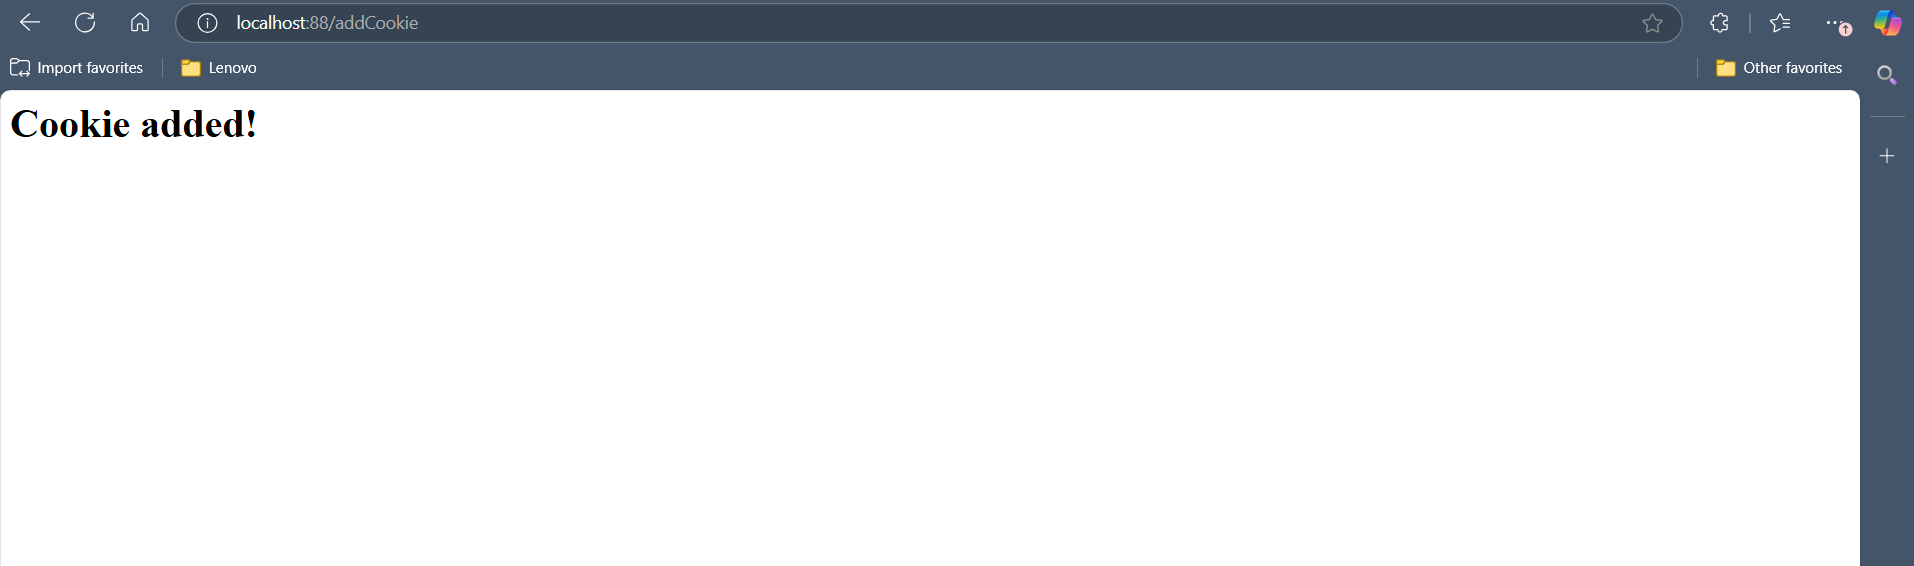 localhost:88/addCookie
Import favorites
Lenovo
Other favorites
Cookie added!